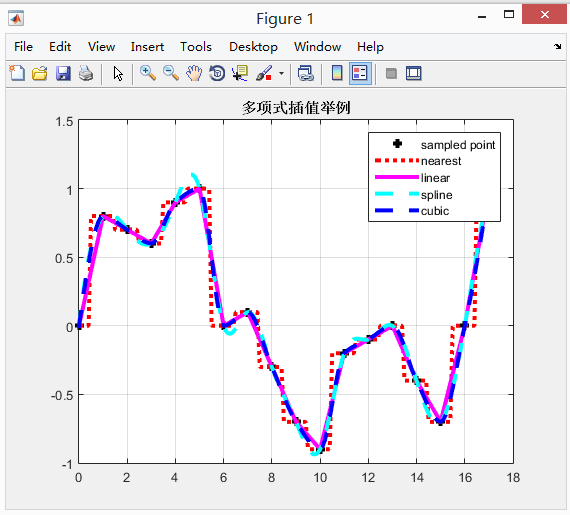 Figure 1
File Edit View Insert Tools Desktop Window Help
多项式插值举例
1.5
1
0.5
0
-0.5
-1
sampled point
nearest
linear
spline
cubic
0 2 4 6 8 10 12 14 16 18